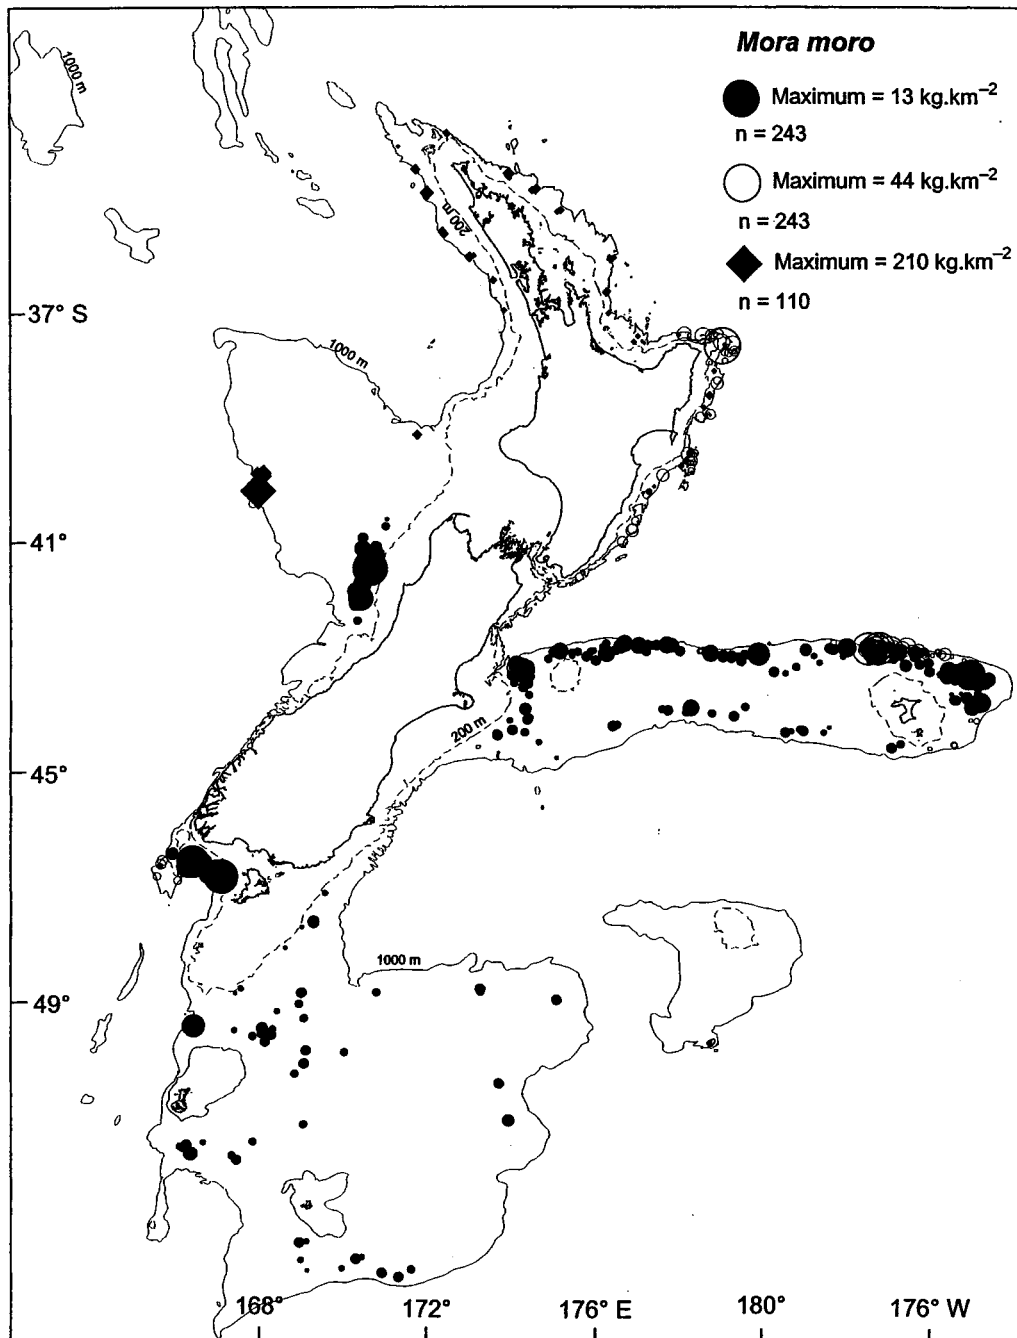 Mora moro
Maximum = 13 kg.km⁻²
n = 243
Maximum = 44 kg.km⁻²
n = 243
Maximum = 210 kg.km⁻²
n = 110
1000 m
200 m
37° S
1000 m
41°
200 m
45°
1000 m
49°
168° 172° 176° E 180° 176° W